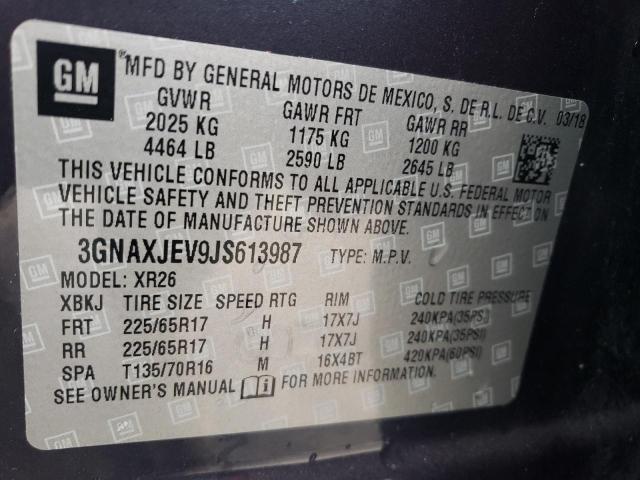 GM
MFD BY GENERAL MOTORS DE MEXICO, S. DE R.L. DE C.V. 03/18
GVWR GAWR FRT GAWR RR
2025 KG 1175 KG 1200 KG
4464 LB 2590 LB 2645 LB
THIS VEHICLE CONFORMS TO ALL APPLICABLE U.S. FEDERAL MOTOR
VEHICLE SAFETY AND THEFT PREVENTION STANDARDS IN EFFECT ON
THE DATE OF MANUFACTURE SHOWN ABOVE.
3GNAXJEV9JS613987 TYPE: M.P.V.
MODEL: XR26
XBKJ TIRE SIZE SPEED RTG RIM COLD TIRE PRESSURE
FRT 225/65R17 H 17X7J 240KPA(35PSI)
RR 225/65R17 H 17X7J 240KPA(35PSI)
SPA T135/70R16 M 16X4BT 420KPA(60PSI)
SEE OWNER'S MANUAL FOR MORE INFORMATION.